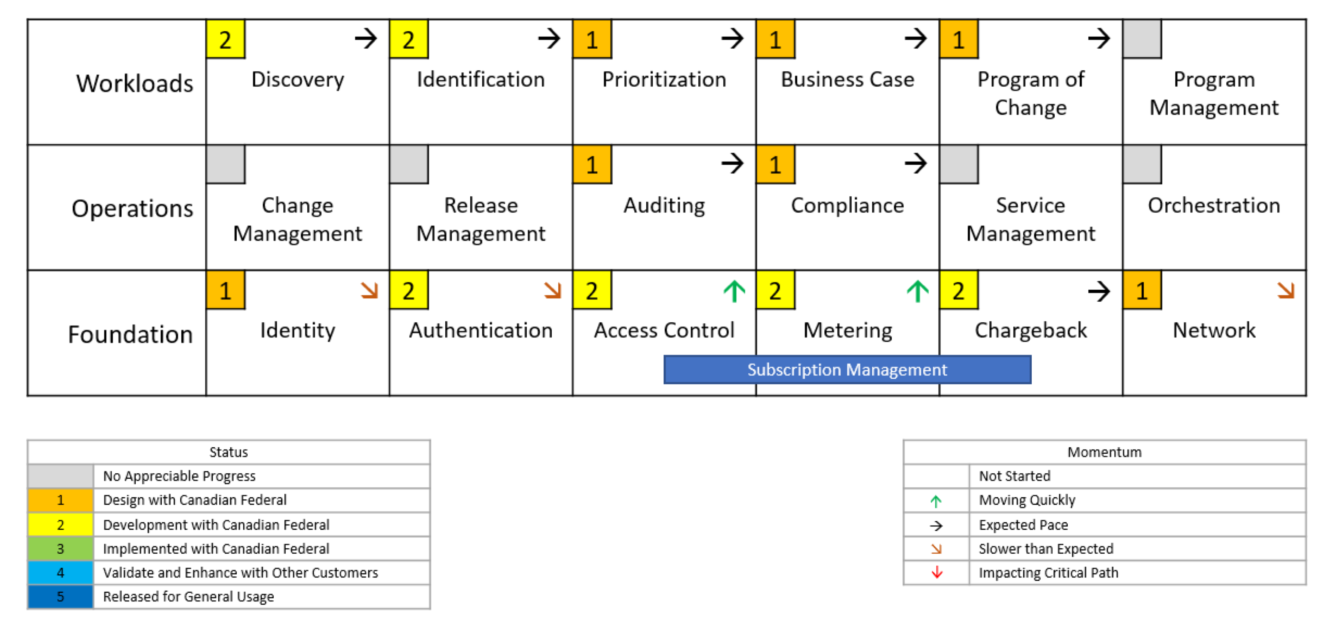 2 → 2 → 1 → 1 → 1 →
Workloads Discovery Identification Prioritization Business Case Program of Program
Change Management
1 → 1 →
Operations Change Release Auditing Compliance Service Orchestration
Management Management Management
1 ↘ 2 ↘ 2 ↑ 2 ↑ 2 → 1 ↘
Foundation Identity Authentication Access Control Metering Chargeback Network
Subscription Management
Status
No Appreciable Progress
1 Design with Canadian Federal
2 Development with Canadian Federal
3 Implemented with Canadian Federal
4 Validate and Enhance with Other Customers
5 Released for General Usage
Momentum
Not Started
↑ Moving Quickly
→ Expected Pace
↘ Slower than Expected
↓ Impacting Critical Path